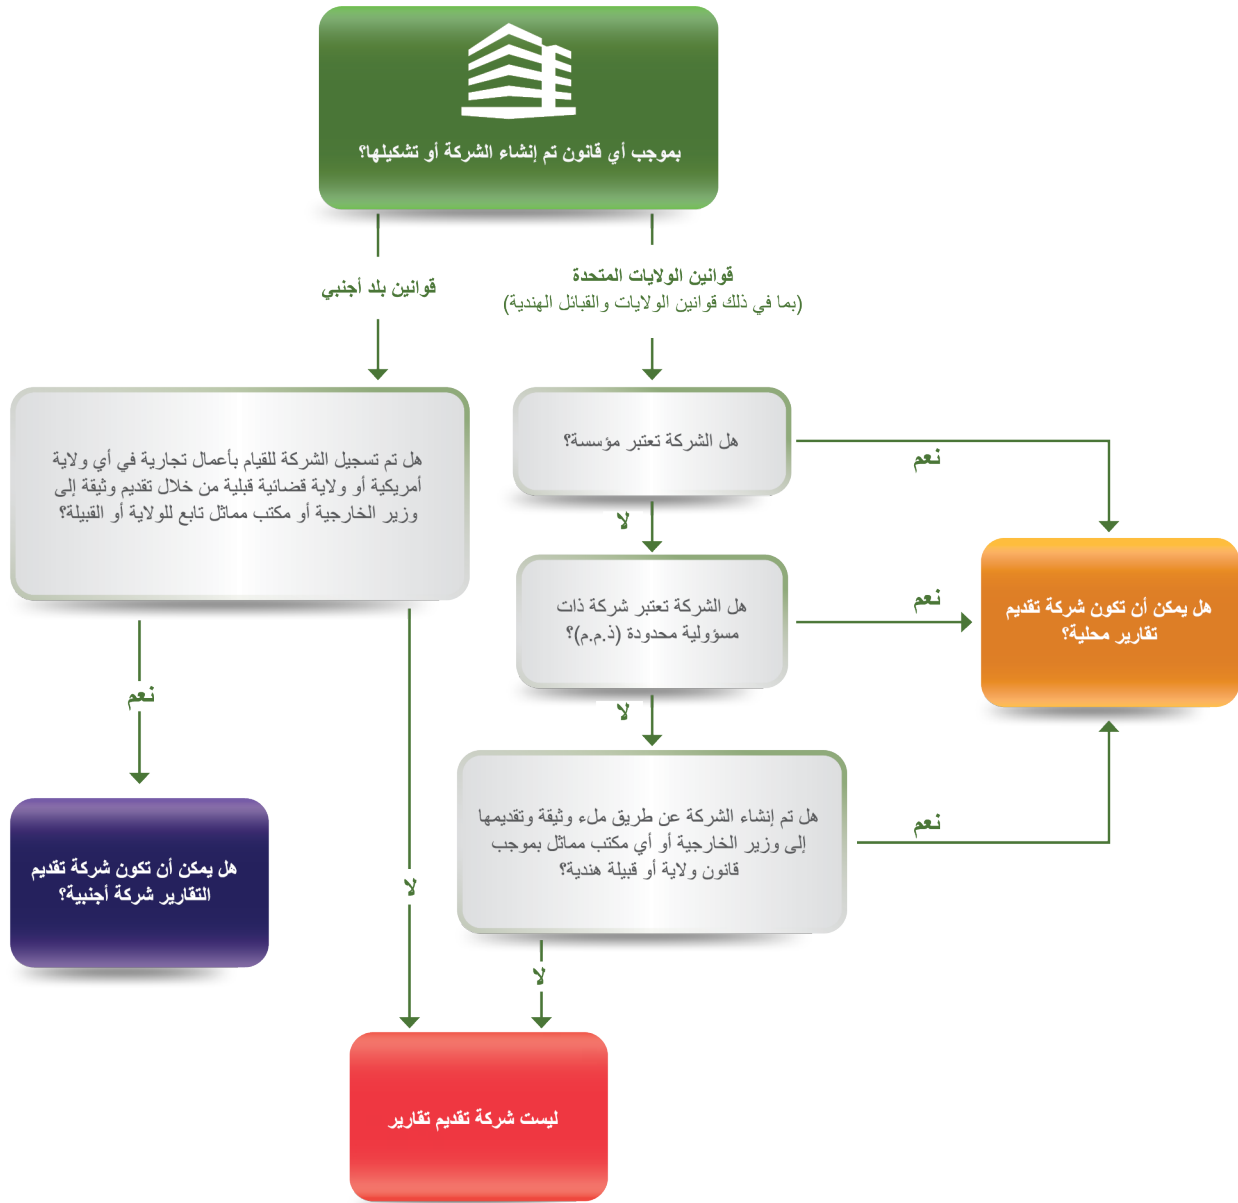 بموجب أي قانون تم إنشاء الشركة أو تشكيلها؟
قوانين الولايات المتحدة
(بما في ذلك قوانين الولايات والقبائل الهندية)
قوانين بلد أجنبي
هل الشركة تعتبر مؤسسة؟
نعم
لا
هل الشركة تعتبر شركة ذات
مسؤولية محدودة (ذ.م.م)؟
نعم
لا
هل تم إنشاء الشركة عن طريق ملء وثيقة وتقديمها
إلى وزير الخارجية أو أي مكتب مماثل بموجب
قانون ولاية أو قبيلة هندية؟
نعم
لا
هل يمكن أن تكون شركة تقديم
تقارير محلية؟
هل تم تسجيل الشركة للقيام بأعمال تجارية في أي ولاية
أمريكية أو ولاية قضائية قبلية من خلال تقديم وثيقة إلى
وزير الخارجية أو مكتب مماثل تابع للولاية أو القبيلة؟
نعم
لا
هل يمكن أن تكون شركة تقديم
التقارير شركة أجنبية؟
ليست شركة تقديم تقارير